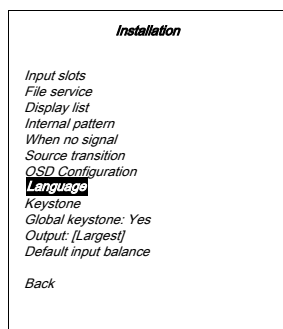 Installation
Input slots
File service
Display list
Internal pattern
When no signal
Source transition
OSD Configuration
Language
Keystone
Global keystone: Yes
Output: [Largest]
Default input balance
Back